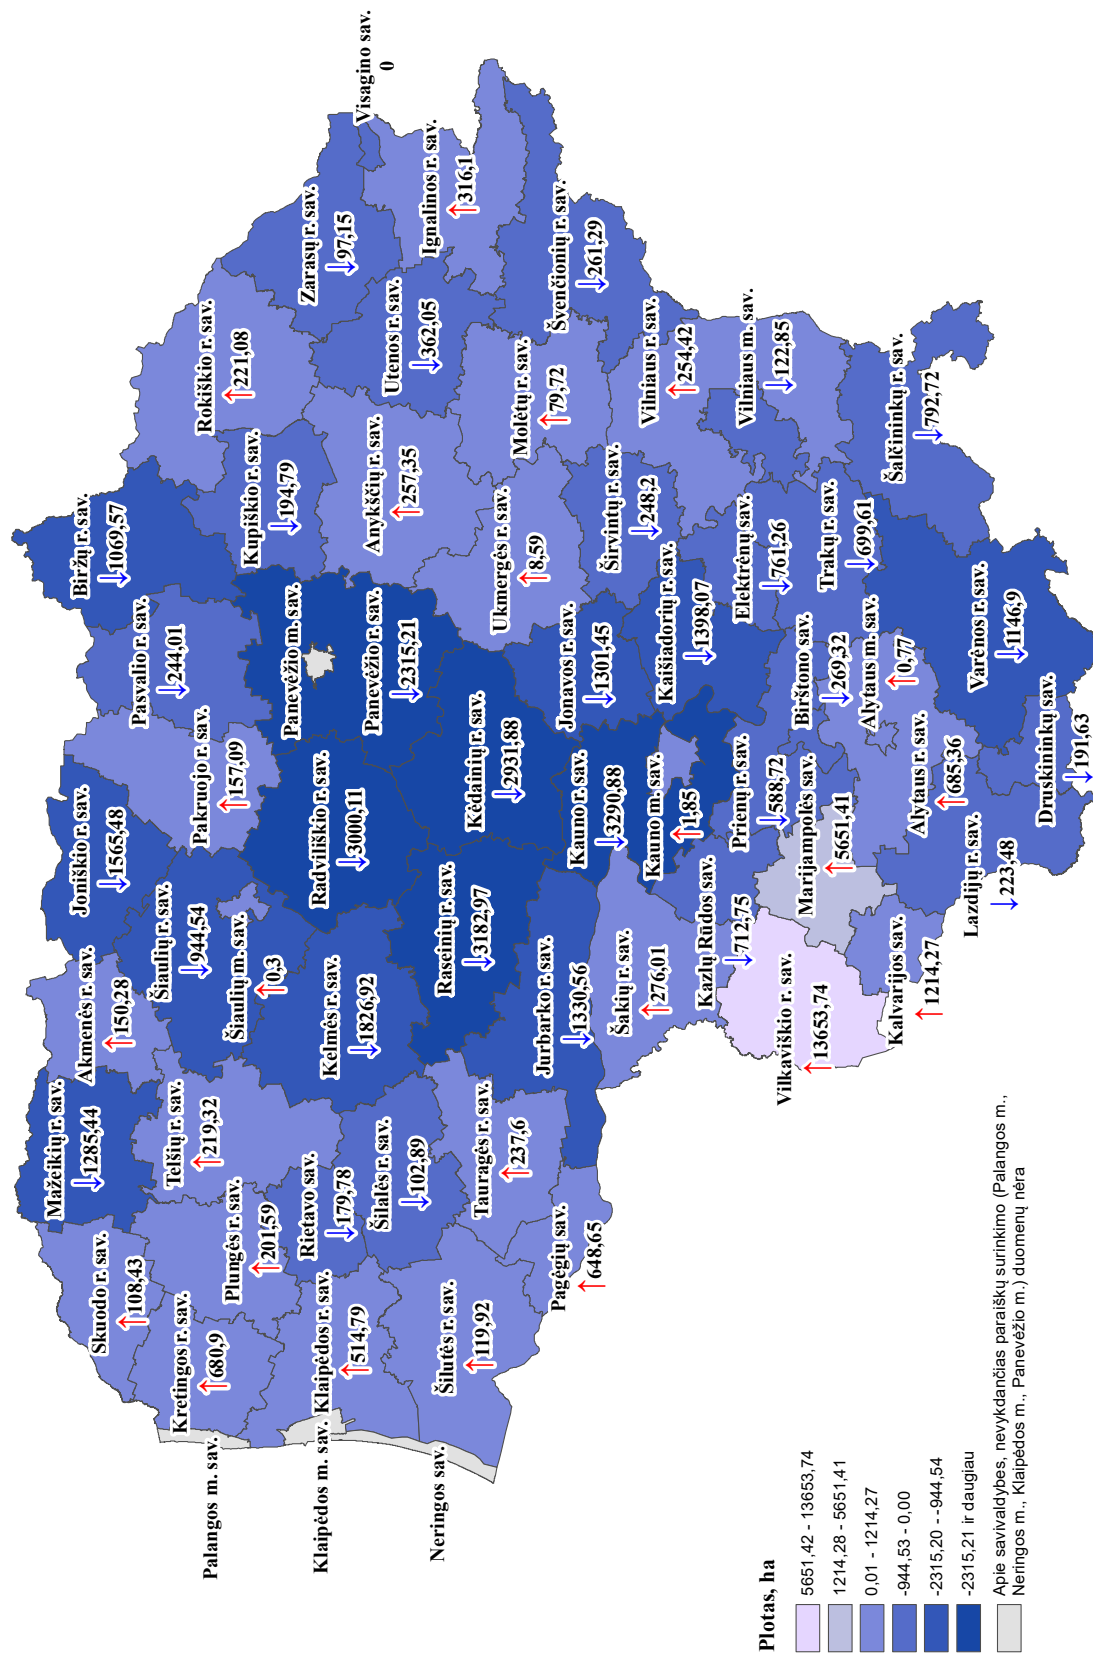 Skuodo r. sav.
↑108,43
Mažeikių r. sav.
↓1285,44
Akmenės r. sav.
↑150,28
Joniškio r. sav.
↓1565,48
Pasvalio r. sav.
↓244,01
Biržų r. sav.
↓1069,57
Palangos m. sav.
Kretingos r. sav.
↑680,9
Plungės r. sav.
↑201,59
Telšių r. sav.
↑219,32
Šiaulių r. sav.
↓944,54
Šiaulių m. sav.
↑0,3
Pakruojo r. sav.
↑157,09
Kupiškio r. sav.
↓194,79
Rokiškio r. sav.
↑221,08
Klaipėdos m. sav.
Klaipėdos r. sav.
↑514,79
Rietavo sav.
↓179,78
Kelmės r. sav.
↓1826,92
Radviliškio r. sav.
↓3000,11
Panevėžio m. sav.
Panevėžio r. sav.
↓2315,21
Anykščių r. sav.
↑257,35
Utenos r. sav.
↓362,05
Zarasų r. sav.
↓97,15
Visagino sav.
0
Neringos sav.
Šilutės r. sav.
↑119,92
Šilalės r. sav.
↓102,89
Tauragės r. sav.
↑237,6
Raseinių r. sav.
↓3182,97
Kėdainių r. sav.
↓2931,88
Ukmergės r. sav.
↑8,59
Molėtų r. sav.
↑79,72
Ignalinos r. sav.
↑316,1
Švenčionių r. sav.
↓261,29
Pagėgių sav.
↑648,65
Jurbarko r. sav.
↓1330,56
Šakių r. sav.
↑276,01
Kauno r. sav.
↓3290,88
Kauno m. sav.
↑1,85
Jonavos r. sav.
↓1301,45
Kaišiadorių r. sav.
↓1398,07
Širvintų r. sav.
↓248,2
Vilniaus r. sav.
↑254,42
Vilniaus m. sav.
↓122,85
Kazlų Rūdos sav.
↓712,75
Prienų r. sav.
↓588,72
Birštono sav.
↓269,32
Elektrėnų sav.
↓761,26
Trakų r. sav.
↓699,61
Šalčininkų r. sav.
↓792,72
Vilkaviškio r. sav.
↑13653,74
Marijampolės sav.
↑5651,41
Alytaus m. sav.
↑0,77
Kalvarijos sav.
↑1214,27
Alytaus r. sav.
↑685,36
Varėnos r. sav.
↓1146,9
Lazdijų r. sav.
↓223,48
Druskininkų sav.
↓191,63
Plotas, ha
5651,42 - 13653,74
1214,28 - 5651,41
0,01 - 1214,27
-944,53 - 0,00
-2315,20 - -944,54
-2315,21 ir daugiau
Apie savivaldybes, nevykdančias paraiškų surinkimo (Palangos m.,
Neringos m., Klaipėdos m., Panevėžio m.) duomenų nėra